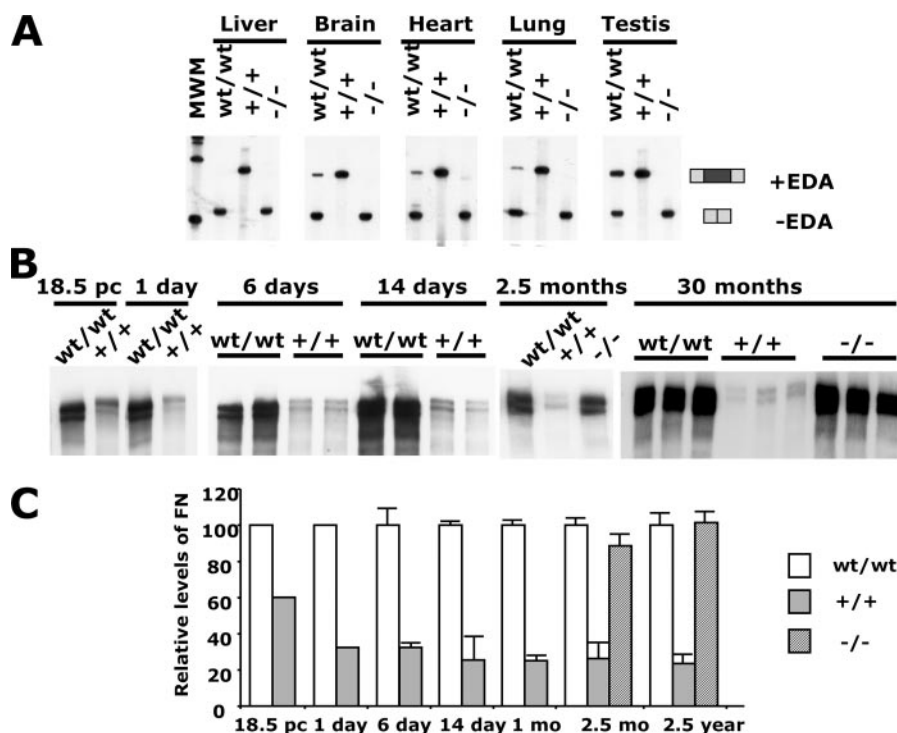 A
Liver Brain Heart Lung Testis
MWM wt/wt +/+ -/- wt/wt +/+ -/- wt/wt +/+ -/- wt/wt +/+ -/- wt/wt +/+ -/-
+EDA
-EDA
B
18.5 pc 1 day 6 days 14 days 2.5 months 30 months
wt/wt +/+ wt/wt +/+ wt/wt +/+ wt/wt +/+ wt/wt +/+ -/- wt/wt +/+ -/-
C
Relative levels of FN
120
100
80
60
40
20
0
18.5 pc 1 day 6 day 14 day 1 mo 2.5 mo 2.5 year
wt/wt
+/+
-/-